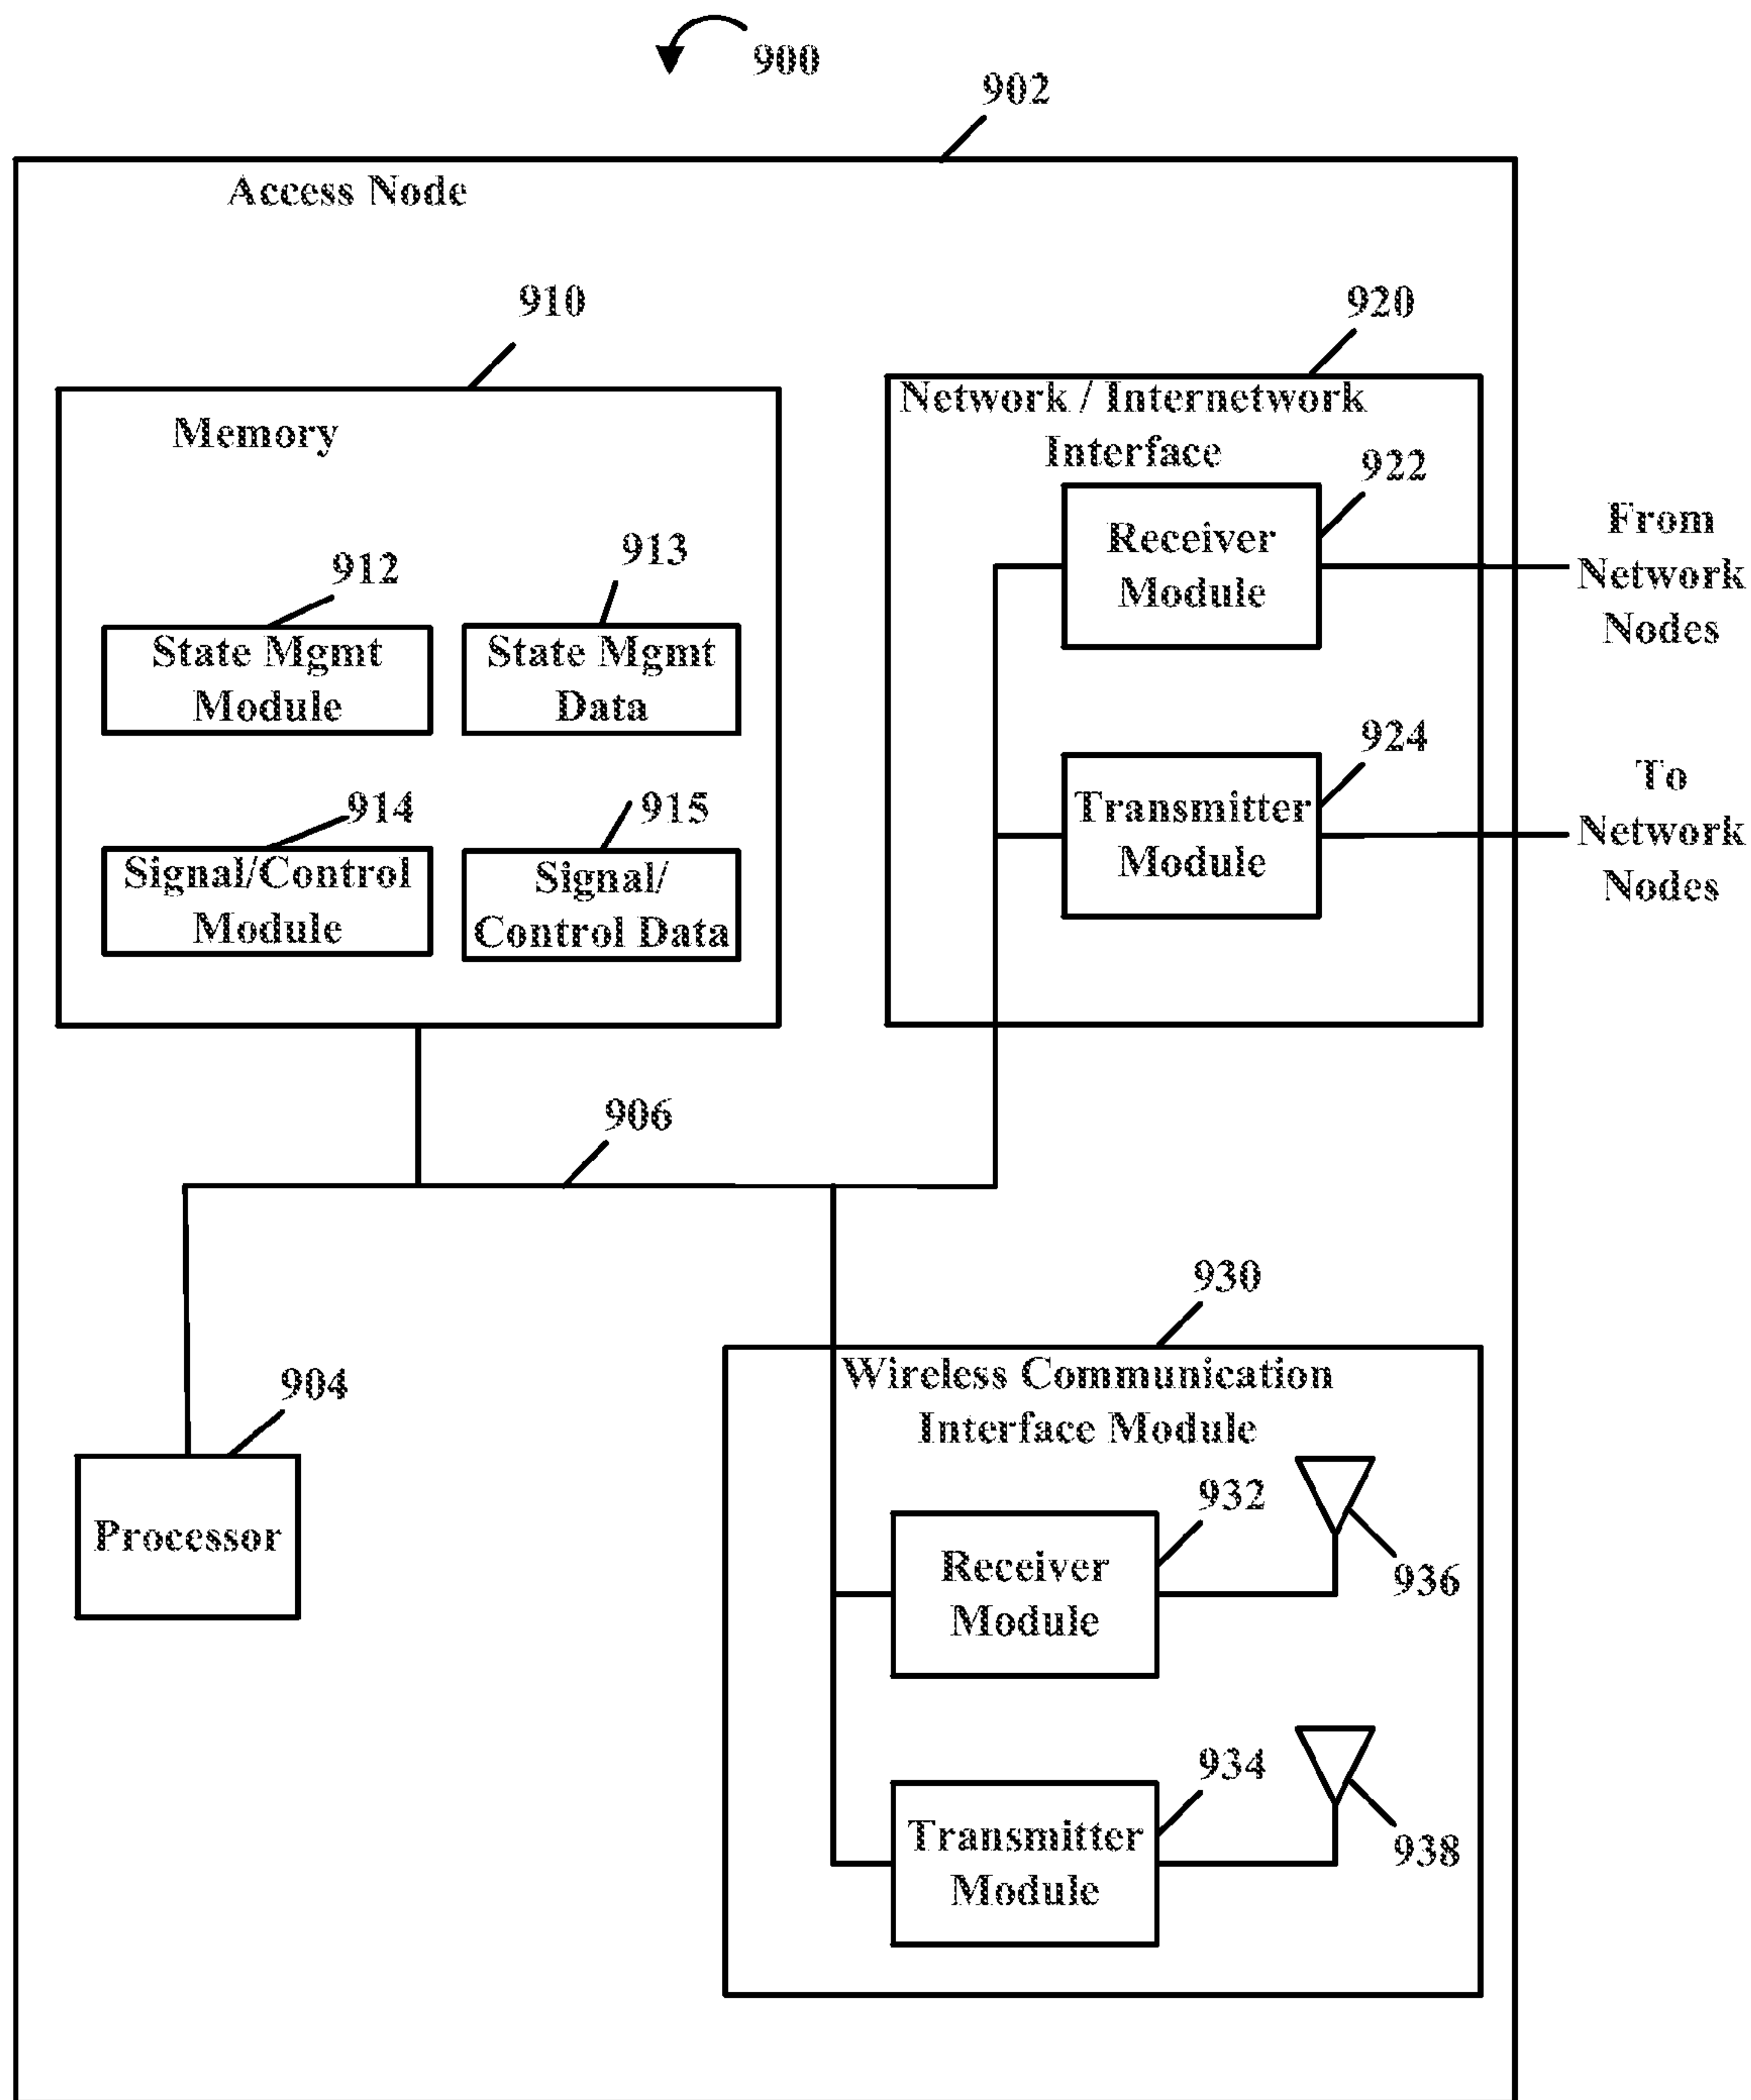 900
902
Access Node
910
920
Memory
Network / Internetwork
Interface
922
Receiver
Module
From
Network
Nodes
912
913
State Mgmt
Module
State Mgmt
Data
924
Transmitter
Module
To
Network
Nodes
914
915
Signal/Control
Module
Signal/
Control Data
906
930
904
Wireless Communication
Interface Module
Processor
932
Receiver
Module
936
934
Transmitter
Module
938